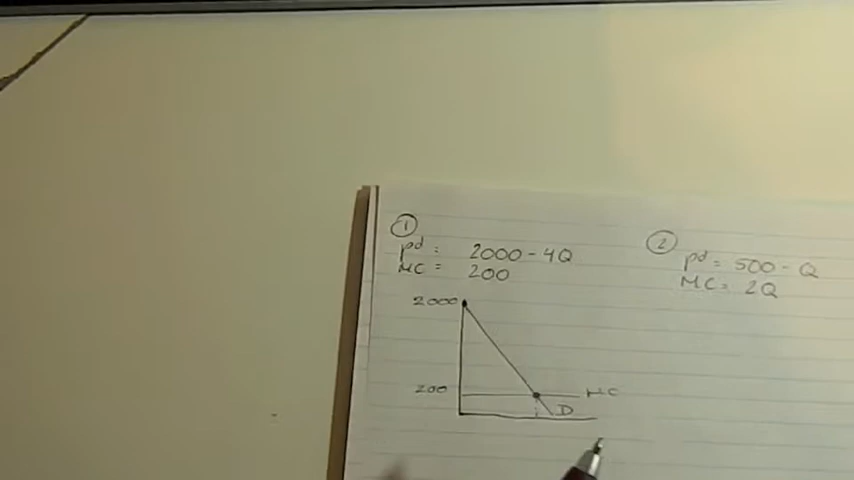 ①
pd = 2000 - 4Q
MC = 200
2000
200
MC
D
②
pd = 500 - Q
MC = 2Q